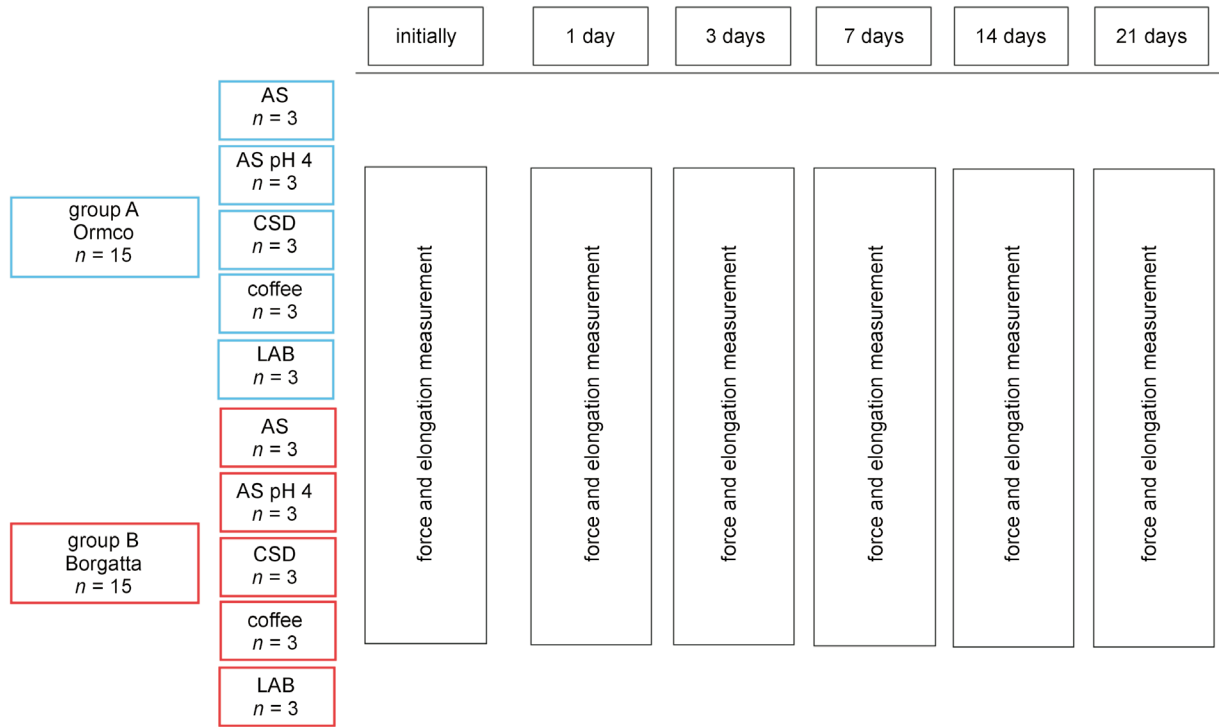 initially
1 day
3 days
7 days
14 days
21 days
group A
Ormco
n = 15
AS
n = 3
AS pH 4
n = 3
CSD
n = 3
coffee
n = 3
LAB
n = 3
group B
Borgatta
n = 15
AS
n = 3
AS pH 4
n = 3
CSD
n = 3
coffee
n = 3
LAB
n = 3
force and elongation measurement
force and elongation measurement
force and elongation measurement
force and elongation measurement
force and elongation measurement
force and elongation measurement